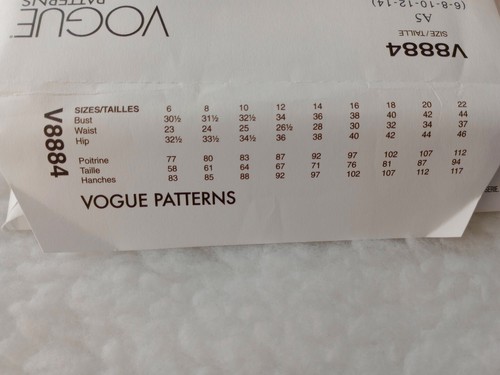 VOGUE
PATTERNS
V8884
SIZE/TAILLE
A5
(6-8-10-12-14)
V8884
SIZES/TAILLES 6 8 10 12 14 16 18 20 22
Bust 30½ 31½ 32½ 34 36 38 40 42 44
Waist 23 24 25 26½ 28 30 32 34 37
Hip 32½ 33½ 34½ 36 38 40 42 44 46
Poitrine 77 80 83 87 92 97 102 107 112
Taille 58 61 64 67 71 76 81 87 94
Hanches 83 85 88 92 97 102 107 112 117
VOGUE PATTERNS